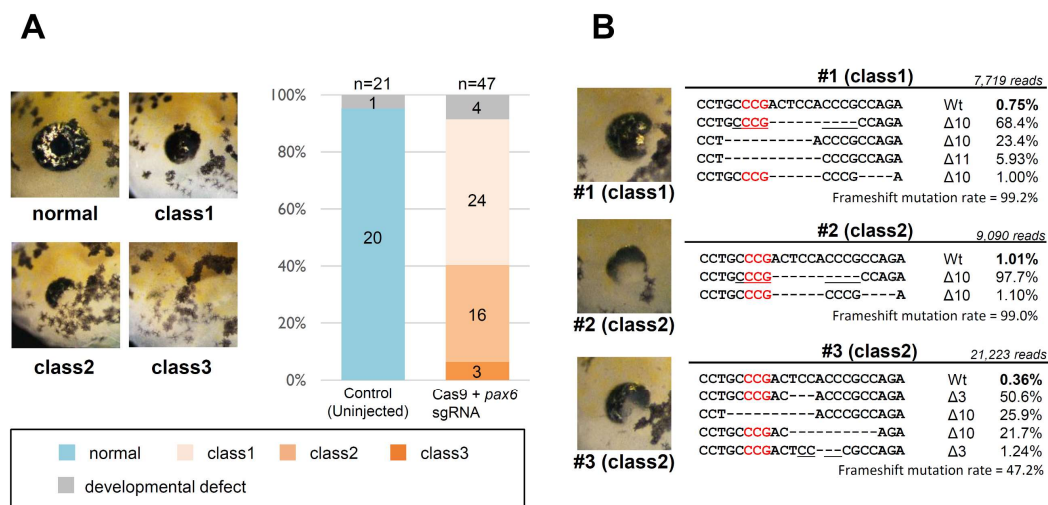 A
n=21
n=47
100%
80%
60%
40%
20%
0%
1
20
4
24
16
3
normal
class1
class2
class3
Control
(Uninjected)
Cas9 + pax6
sgRNA
normal
class1
class2
class3
developmental defect
B
#1 (class1)
#1 (class1)
7,719 reads
CCTGCCCGACTCCACCCGCCAGA Wt 0.75%
CCTGCCCG----------CCAGA Δ10 68.4%
CCT----------ACCCGCCAGA Δ10 23.4%
CCT-----------CCCGCCAGA Δ11 5.93%
CCTGCCCG------CCCG----A Δ10 1.00%
Frameshift mutation rate = 99.2%
#2 (class2)
#2 (class2)
9,090 reads
CCTGCCCGACTCCACCCGCCAGA Wt 1.01%
CCTGCCCG----------CCAGA Δ10 97.7%
CCTGCCCG------CCCG----A Δ10 1.10%
Frameshift mutation rate = 99.0%
#3 (class2)
#3 (class2)
21,223 reads
CCTGCCCGACTCCACCCGCCAGA Wt 0.36%
CCTGCCCGAC---ACCCGCCAGA Δ3 50.6%
CCT----------ACCCGCCAGA Δ10 25.9%
CCTGCCCGAC----------AGA Δ10 21.7%
CCTGCCCGACTCC---CGCCAGA Δ3 1.24%
Frameshift mutation rate = 47.2%